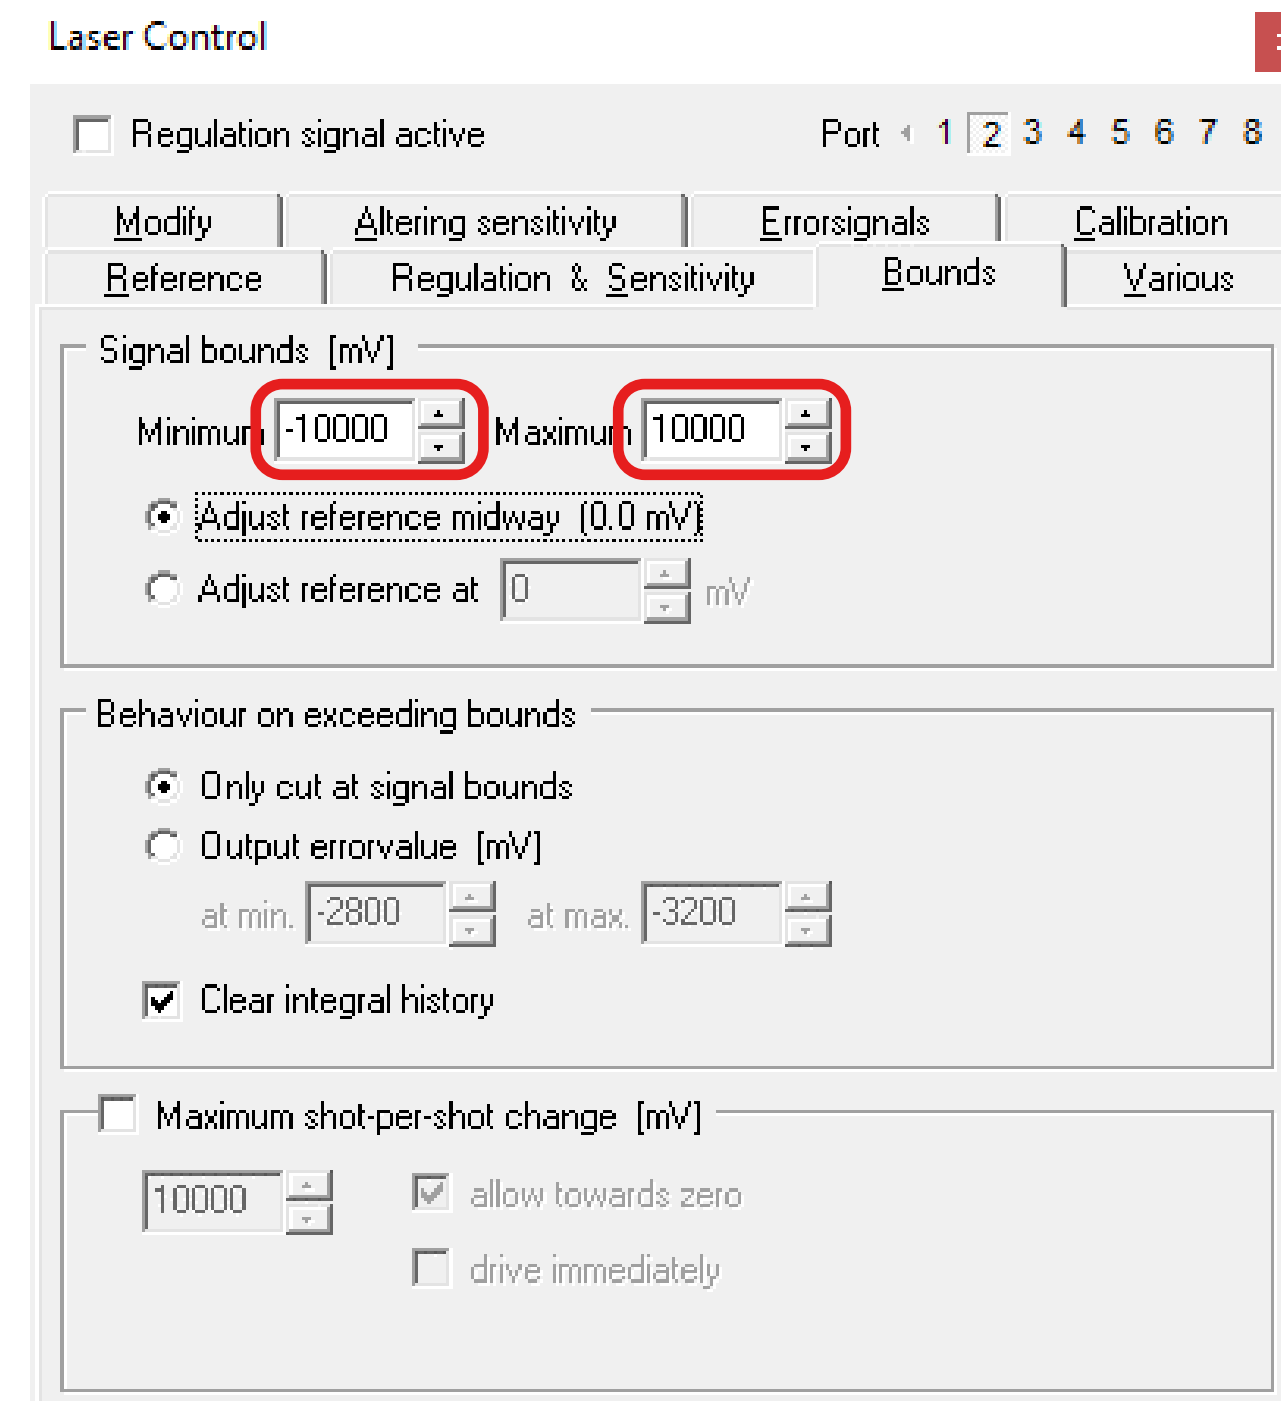 Laser Control
Regulation signal active Port 1 2 3 4 5 6 7 8
Modify Altering sensitivity Errorsignals Calibration
Reference Regulation & Sensitivity Bounds Various
Signal bounds [mV]
Minimum -10000 Maximum 10000
Adjust reference midway (0.0 mV)
Adjust reference at 0 mV
Behaviour on exceeding bounds
Only cut at signal bounds
Output errorvalue [mV]
at min. -2800 at max. -3200
Clear integral history
Maximum shot-per-shot change [mV]
10000 allow towards zero
drive immediately